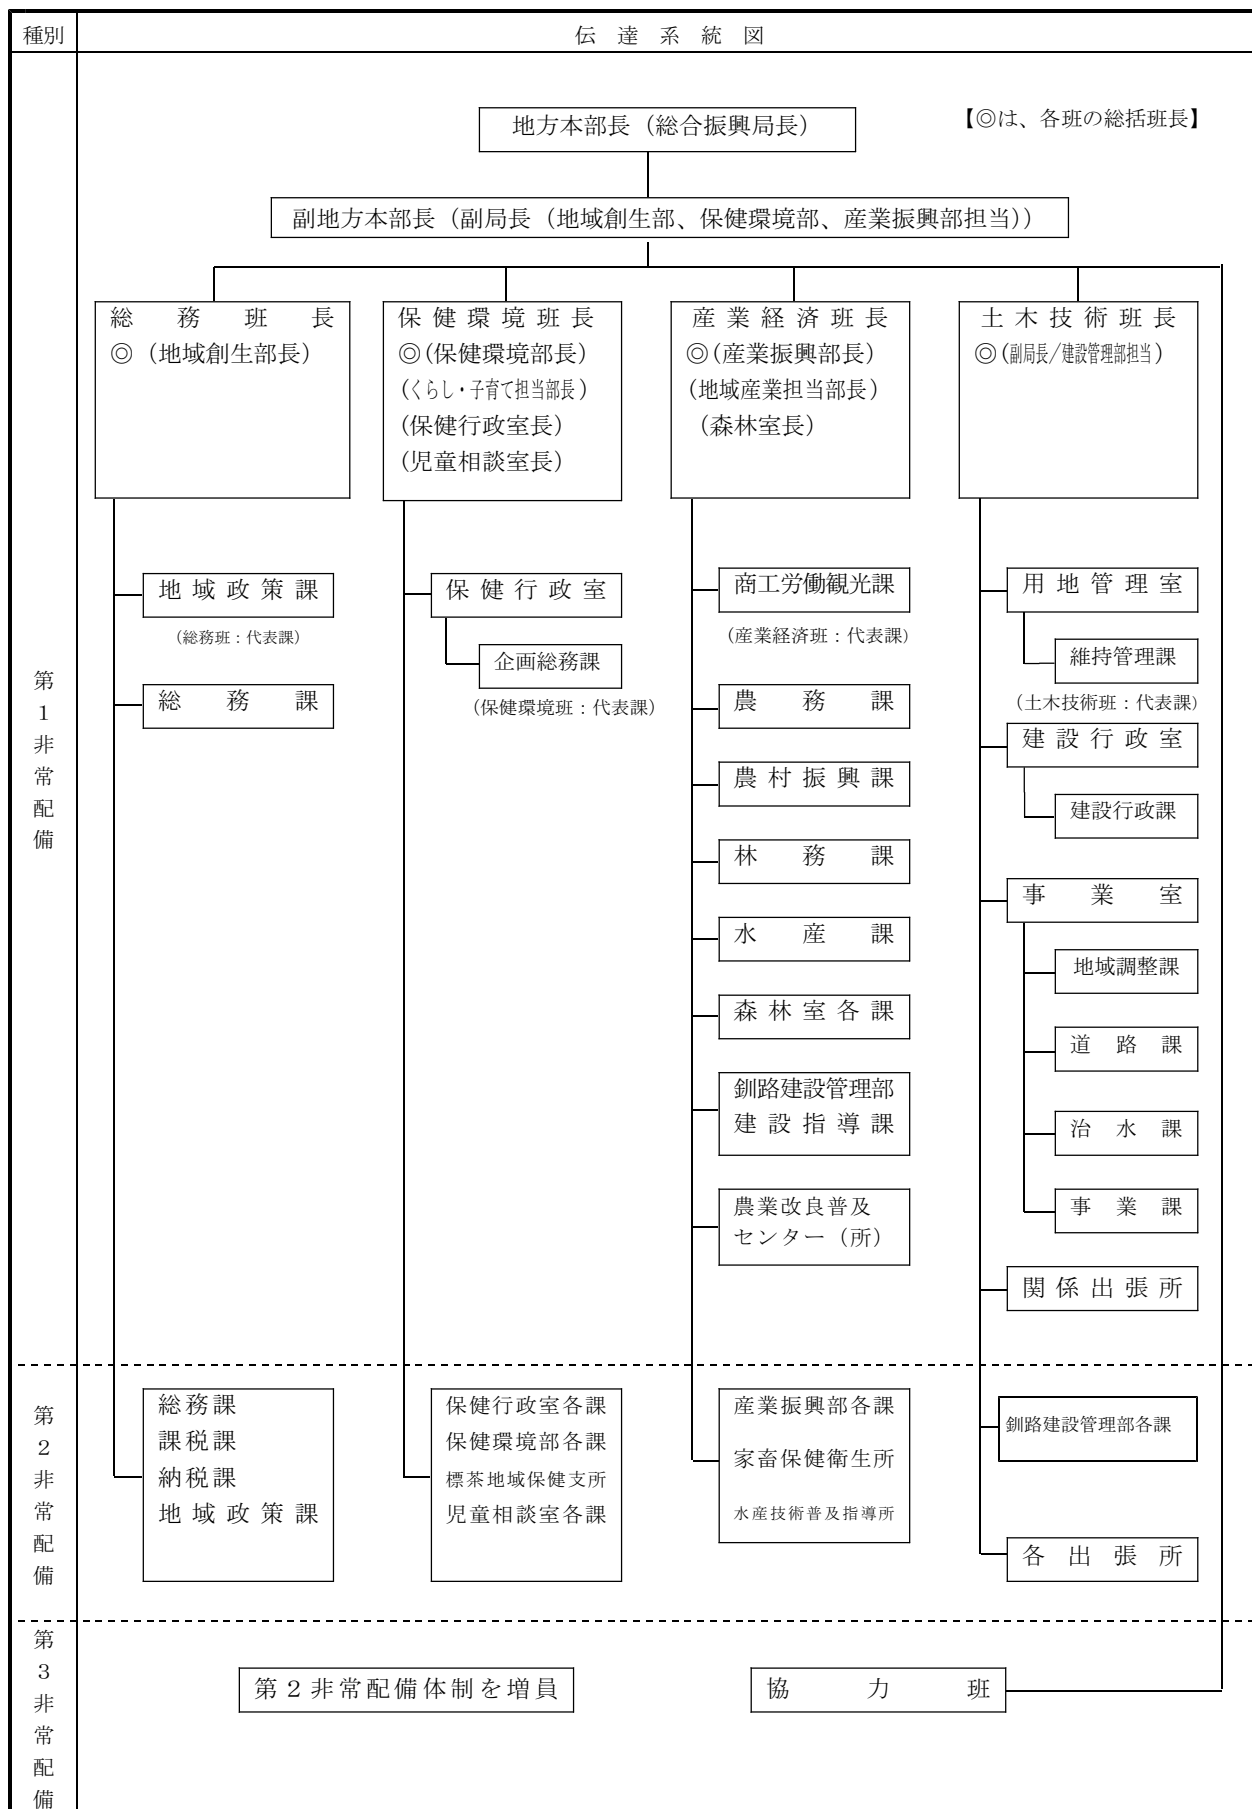 種別
伝達系統図
地方本部長（総合振興局長）
【◎は、各班の総括班長】
副地方本部長（副局長（地域創生部、保健環境部、産業振興部担当））
総務班長
◎（地域創生部長）
保健環境班長
◎(保健環境部長)
(くらし・子育て担当部長)
(保健行政室長)
(児童相談室長)
産業経済班長
◎(産業振興部長)
(地域産業担当部長)
(森林室長)
土木技術班長
◎(副局長/建設管理部担当)
第1非常配備
地域政策課
(総務班：代表課)
総務課
保健行政室
企画総務課
(保健環境班：代表課)
商工労働観光課
(産業経済班：代表課)
農務課
農村振興課
林務課
水産課
森林室各課
釧路建設管理部
建設指導課
農業改良普及
センター（所）
用地管理室
維持管理課
(土木技術班：代表課)
建設行政室
建設行政課
事業室
地域調整課
道路課
治水課
事業課
関係出張所
第2非常配備
総務課
課税課
納税課
地域政策課
保健行政室各課
保健環境部各課
標茶地域保健支所
児童相談室各課
産業振興部各課
家畜保健衛生所
水産技術普及指導所
釧路建設管理部各課
各出張所
第3非常配備
第2非常配備体制を増員
協力班